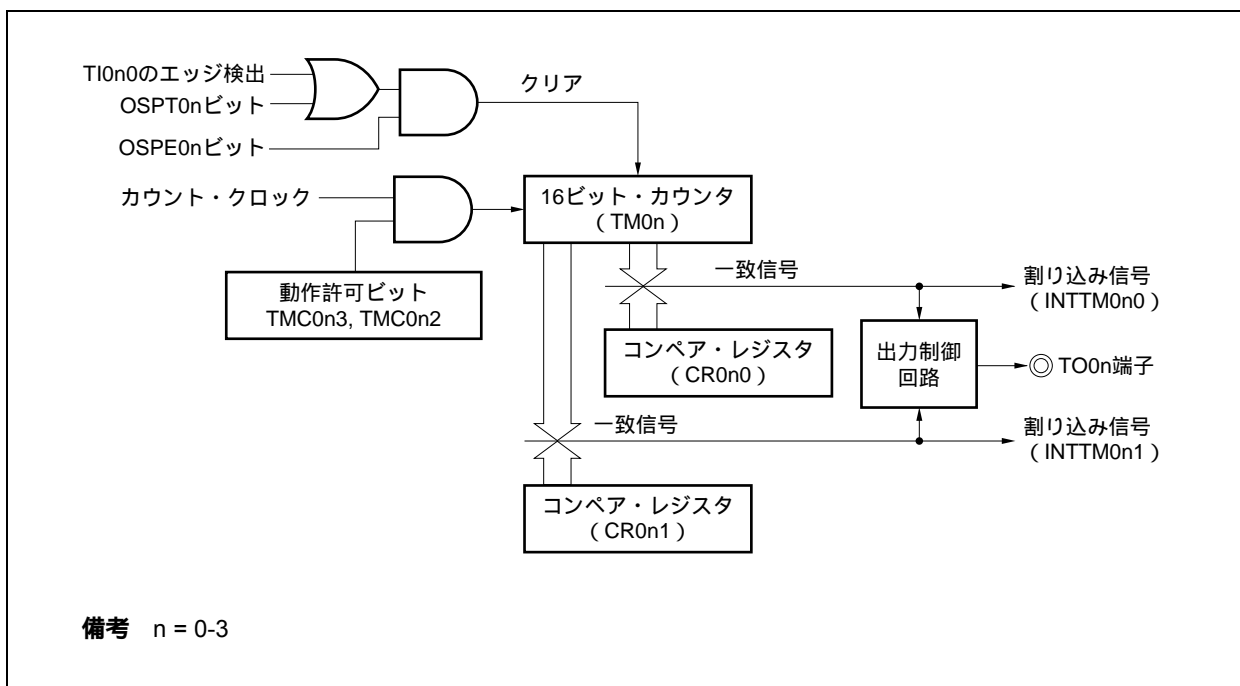 TI0n0のエッジ検出
OSPT0nビット
OSPE0nビット
クリア
カウント・クロック
16ビット・カウンタ
（TM0n）
動作許可ビット
TMC0n3, TMC0n2
一致信号
割り込み信号
（INTTM0n0）
コンペア・レジスタ
（CR0n0）
出力制御
回路
TO0n端子
一致信号
割り込み信号
（INTTM0n1）
コンペア・レジスタ
（CR0n1）
備考 n = 0-3